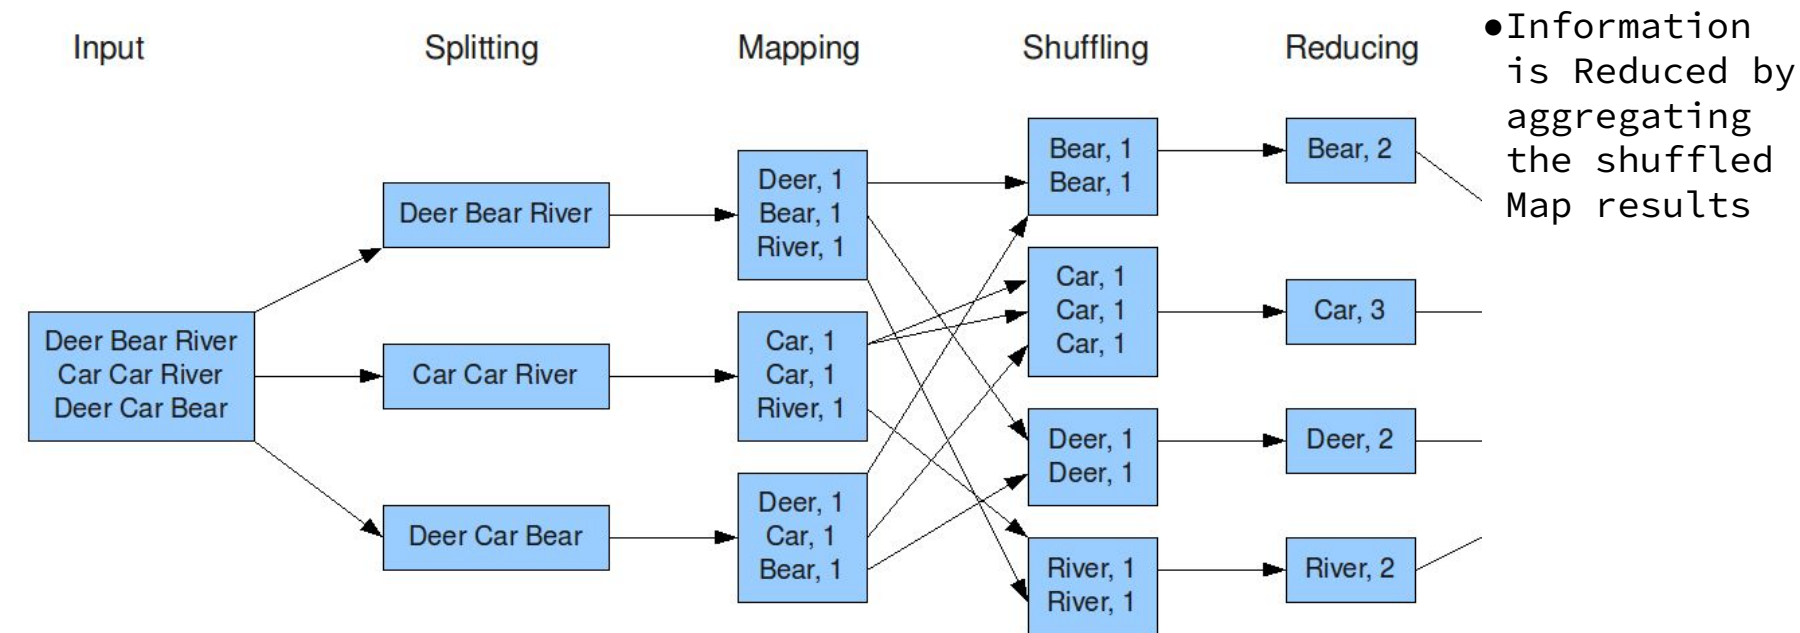 Input
Splitting
Mapping
Shuffling
Reducing
Deer Bear River
Car Car River
Deer Car Bear
Deer Bear River
Car Car River
Deer Car Bear
Deer, 1
Bear, 1
River, 1
Car, 1
Car, 1
River, 1
Deer, 1
Car, 1
Bear, 1
Bear, 1
Bear, 1
Car, 1
Car, 1
Car, 1
Deer, 1
Deer, 1
River, 1
River, 1
Bear, 2
Car, 3
Deer, 2
River, 2
●Information
is Reduced by
aggregating
the shuffled
Map results